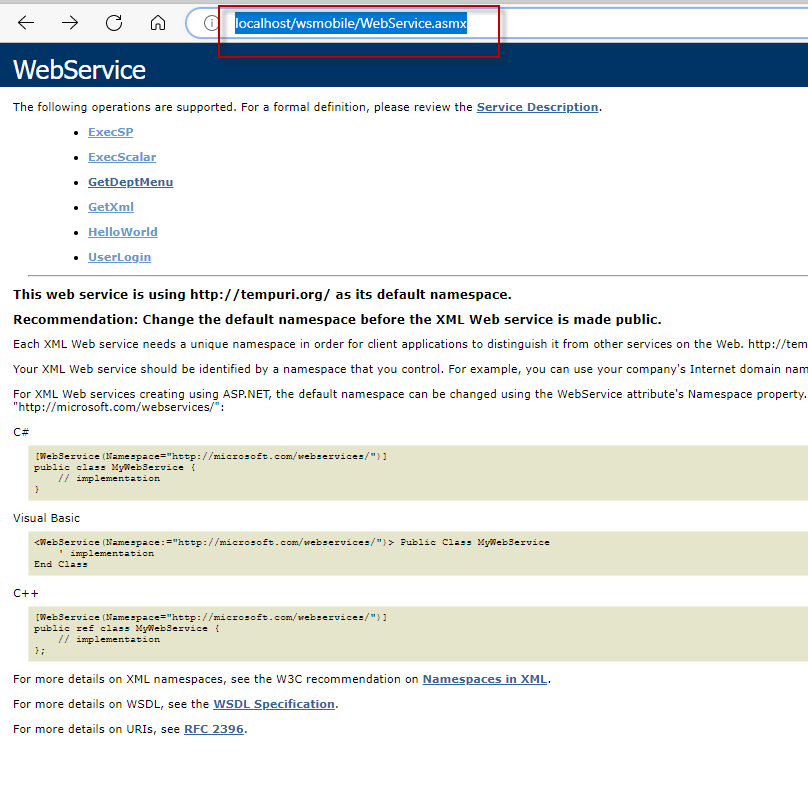 localhost/wsmobile/WebService.asmx
WebService
The following operations are supported. For a formal definition, please review the Service Description.
ExecSP
ExecScalar
GetDeptMenu
GetXml
HelloWorld
UserLogin
This web service is using http://tempuri.org/ as its default namespace.
Recommendation: Change the default namespace before the XML Web service is made public.
Each XML Web service needs a unique namespace in order for client applications to distinguish it from other services on the Web. http://tem
Your XML Web service should be identified by a namespace that you control. For example, you can use your company's Internet domain nam
For XML Web services creating using ASP.NET, the default namespace can be changed using the WebService attribute's Namespace property.
"http://microsoft.com/webservices/":
C#
[WebService(Namespace="http://microsoft.com/webservices/")]
public class MyWebService {
    // implementation
}
Visual Basic
<WebService(Namespace:="http://microsoft.com/webservices/")> Public Class MyWebService
    ' implementation
End Class
C++
[WebService(Namespace="http://microsoft.com/webservices/")]
public ref class MyWebService {
    // implementation
};
For more details on XML namespaces, see the W3C recommendation on Namespaces in XML.
For more details on WSDL, see the WSDL Specification.
For more details on URIs, see RFC 2396.